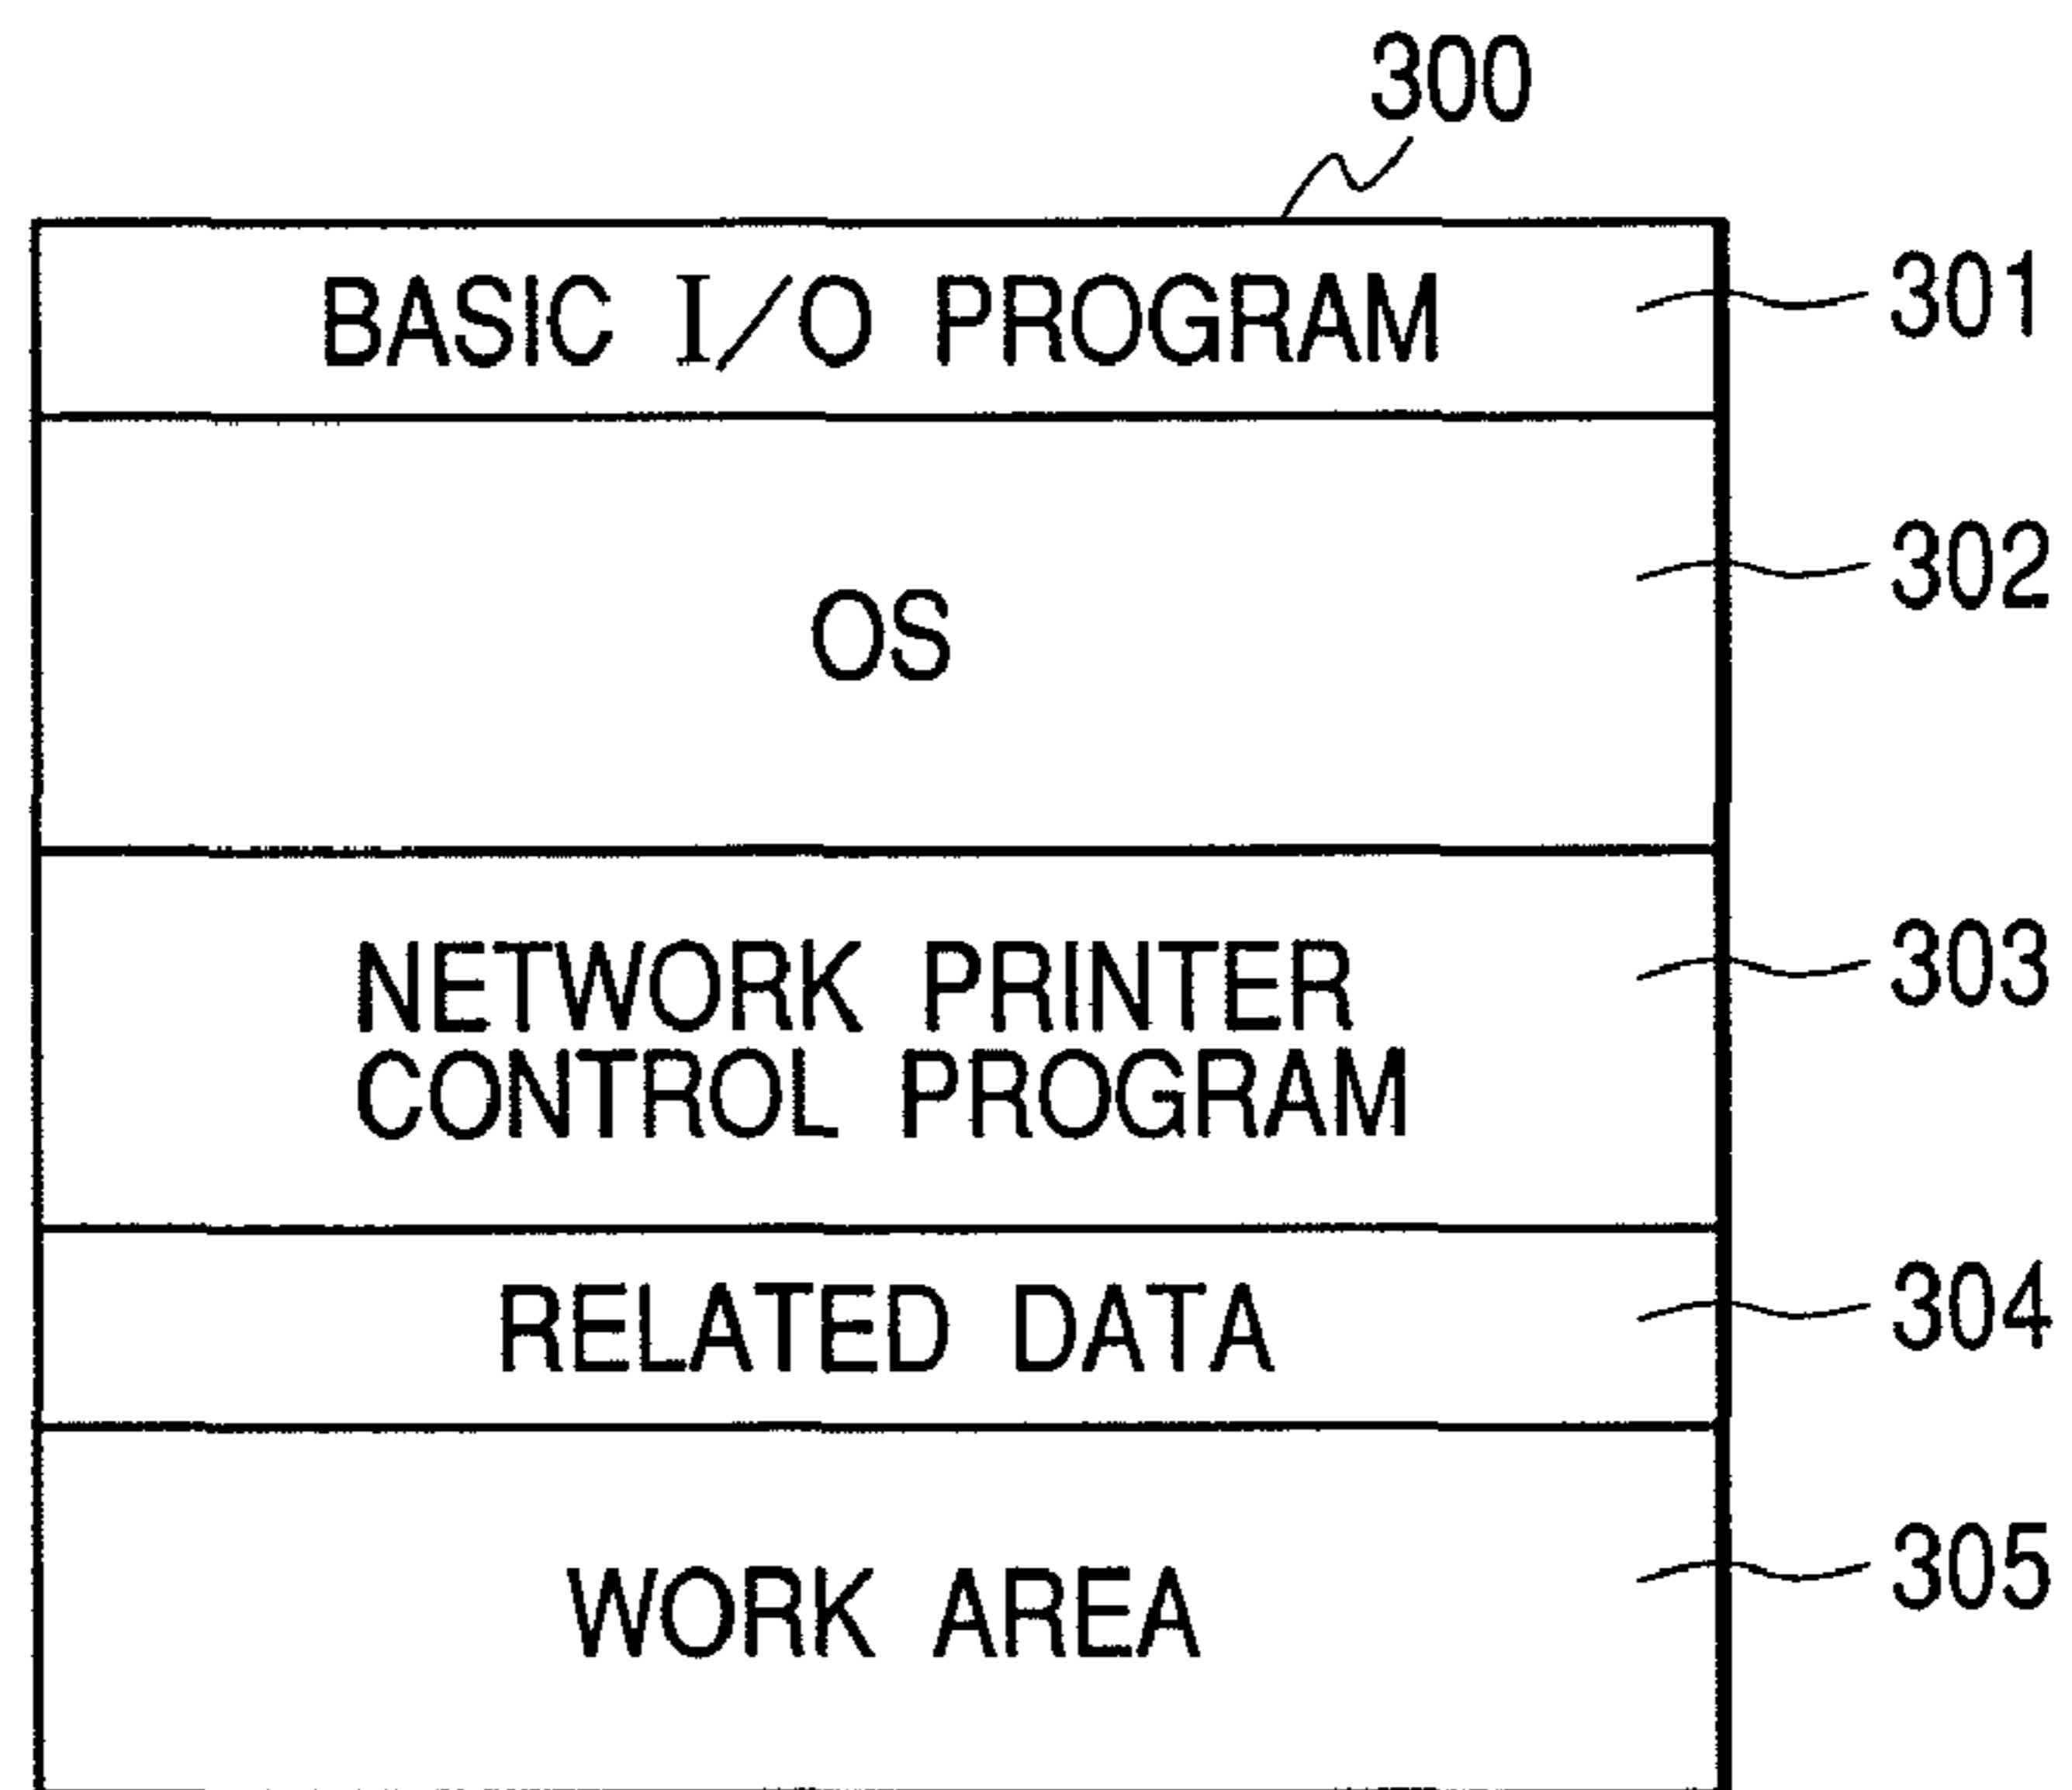 300
BASIC I/O PROGRAM
301
OS
302
NETWORK PRINTER
CONTROL PROGRAM
303
RELATED DATA
304
WORK AREA
305